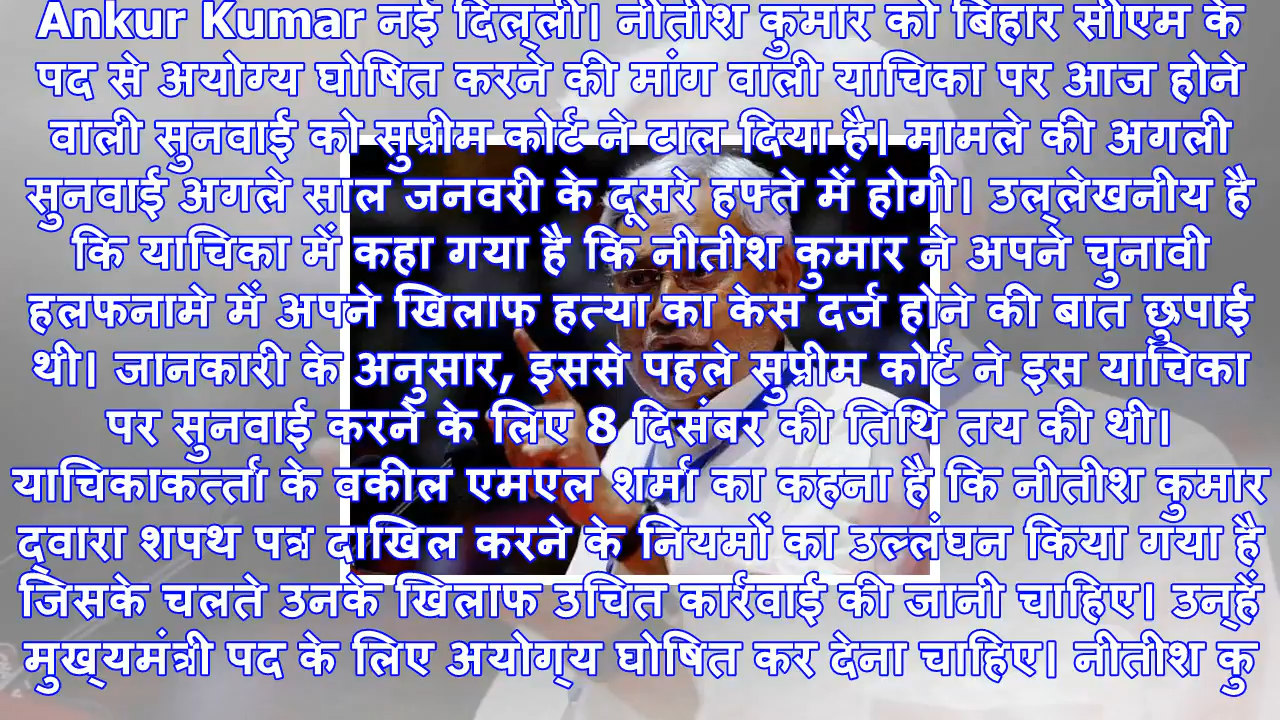 Ankur Kumar नई दिल्ली। नीतीश कुमार को बिहार सीएम के
पद से अयोग्य घोषित करने की मांग वाली याचिका पर आज होने
वाली सुनवाई को सुप्रीम कोर्ट ने टाल दिया है। मामले की अगली
सुनवाई अगले साल जनवरी के दूसरे हफ्ते में होगी। उल्लेखनीय है
कि याचिका में कहा गया है कि नीतीश कुमार ने अपने चुनावी
हलफनामे में अपने खिलाफ हत्या का केस दर्ज होने की बात छुपाई
थी। जानकारी के अनुसार, इससे पहले सुप्रीम कोर्ट ने इस याचिका
पर सुनवाई करने के लिए 8 दिसंबर की तिथि तय की थी।
याचिकाकर्त्ता के वकील एमएल शर्मा का कहना है कि नीतीश कुमार
द्वारा शपथ पत्र दाखिल करने के नियमों का उल्लंघन किया गया है
जिसके चलते उनके खिलाफ उचित कार्रवाई की जानी चाहिए। उन्हें
मुख्यमंत्री पद के लिए अयोग्य घोषित कर देना चाहिए। नीतीश कु